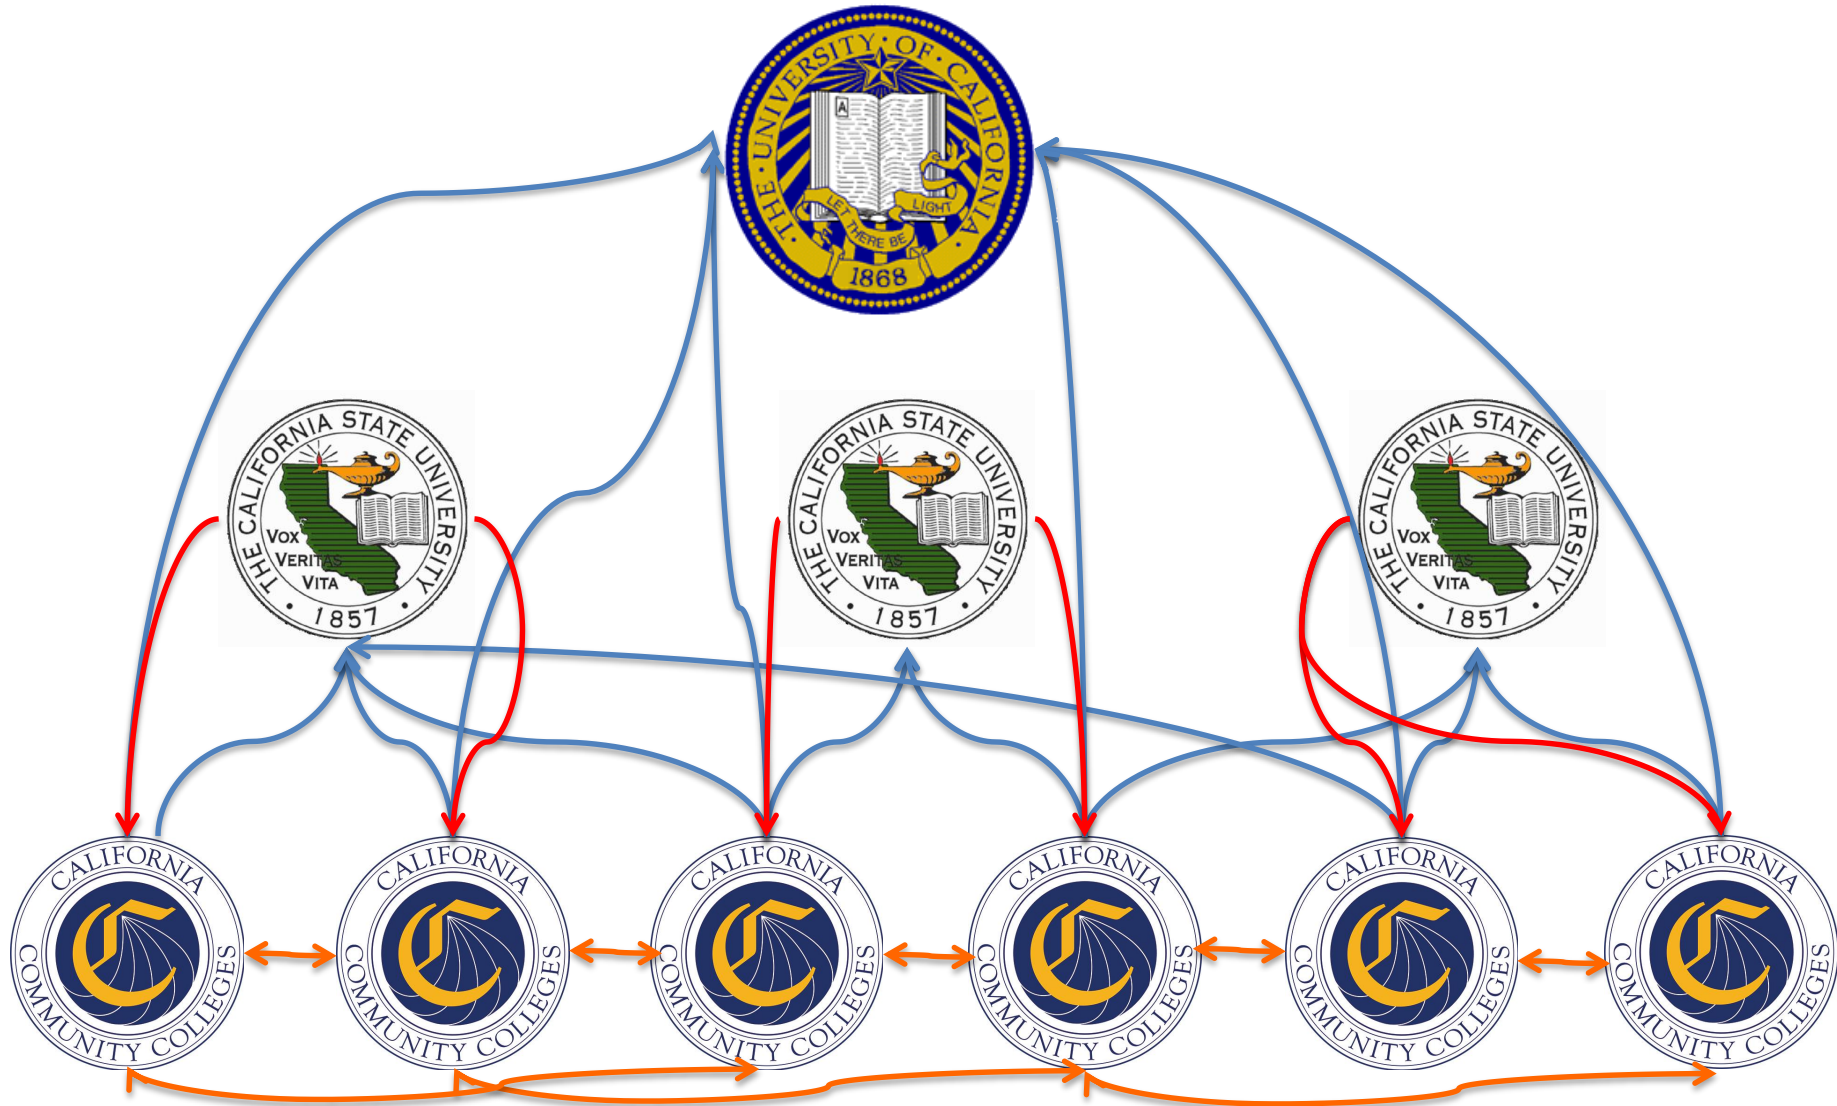 · THE · UNIVERSITY · OF · CALIFORNIA ·
A
LET THERE BE LIGHT
1868
THE CALIFORNIA STATE UNIVERSITY
VOX
VERITAS
VITA
· 1857 ·
THE CALIFORNIA STATE UNIVERSITY
VOX
VERITAS
VITA
· 1857 ·
THE CALIFORNIA STATE UNIVERSITY
VOX
VERITAS
VITA
· 1857 ·
CALIFORNIA
COMMUNITY COLLEGES
C
CALIFORNIA
COMMUNITY COLLEGES
C
CALIFORNIA
COMMUNITY COLLEGES
C
CALIFORNIA
COMMUNITY COLLEGES
C
CALIFORNIA
COMMUNITY COLLEGES
C
CALIFORNIA
COMMUNITY COLLEGES
C